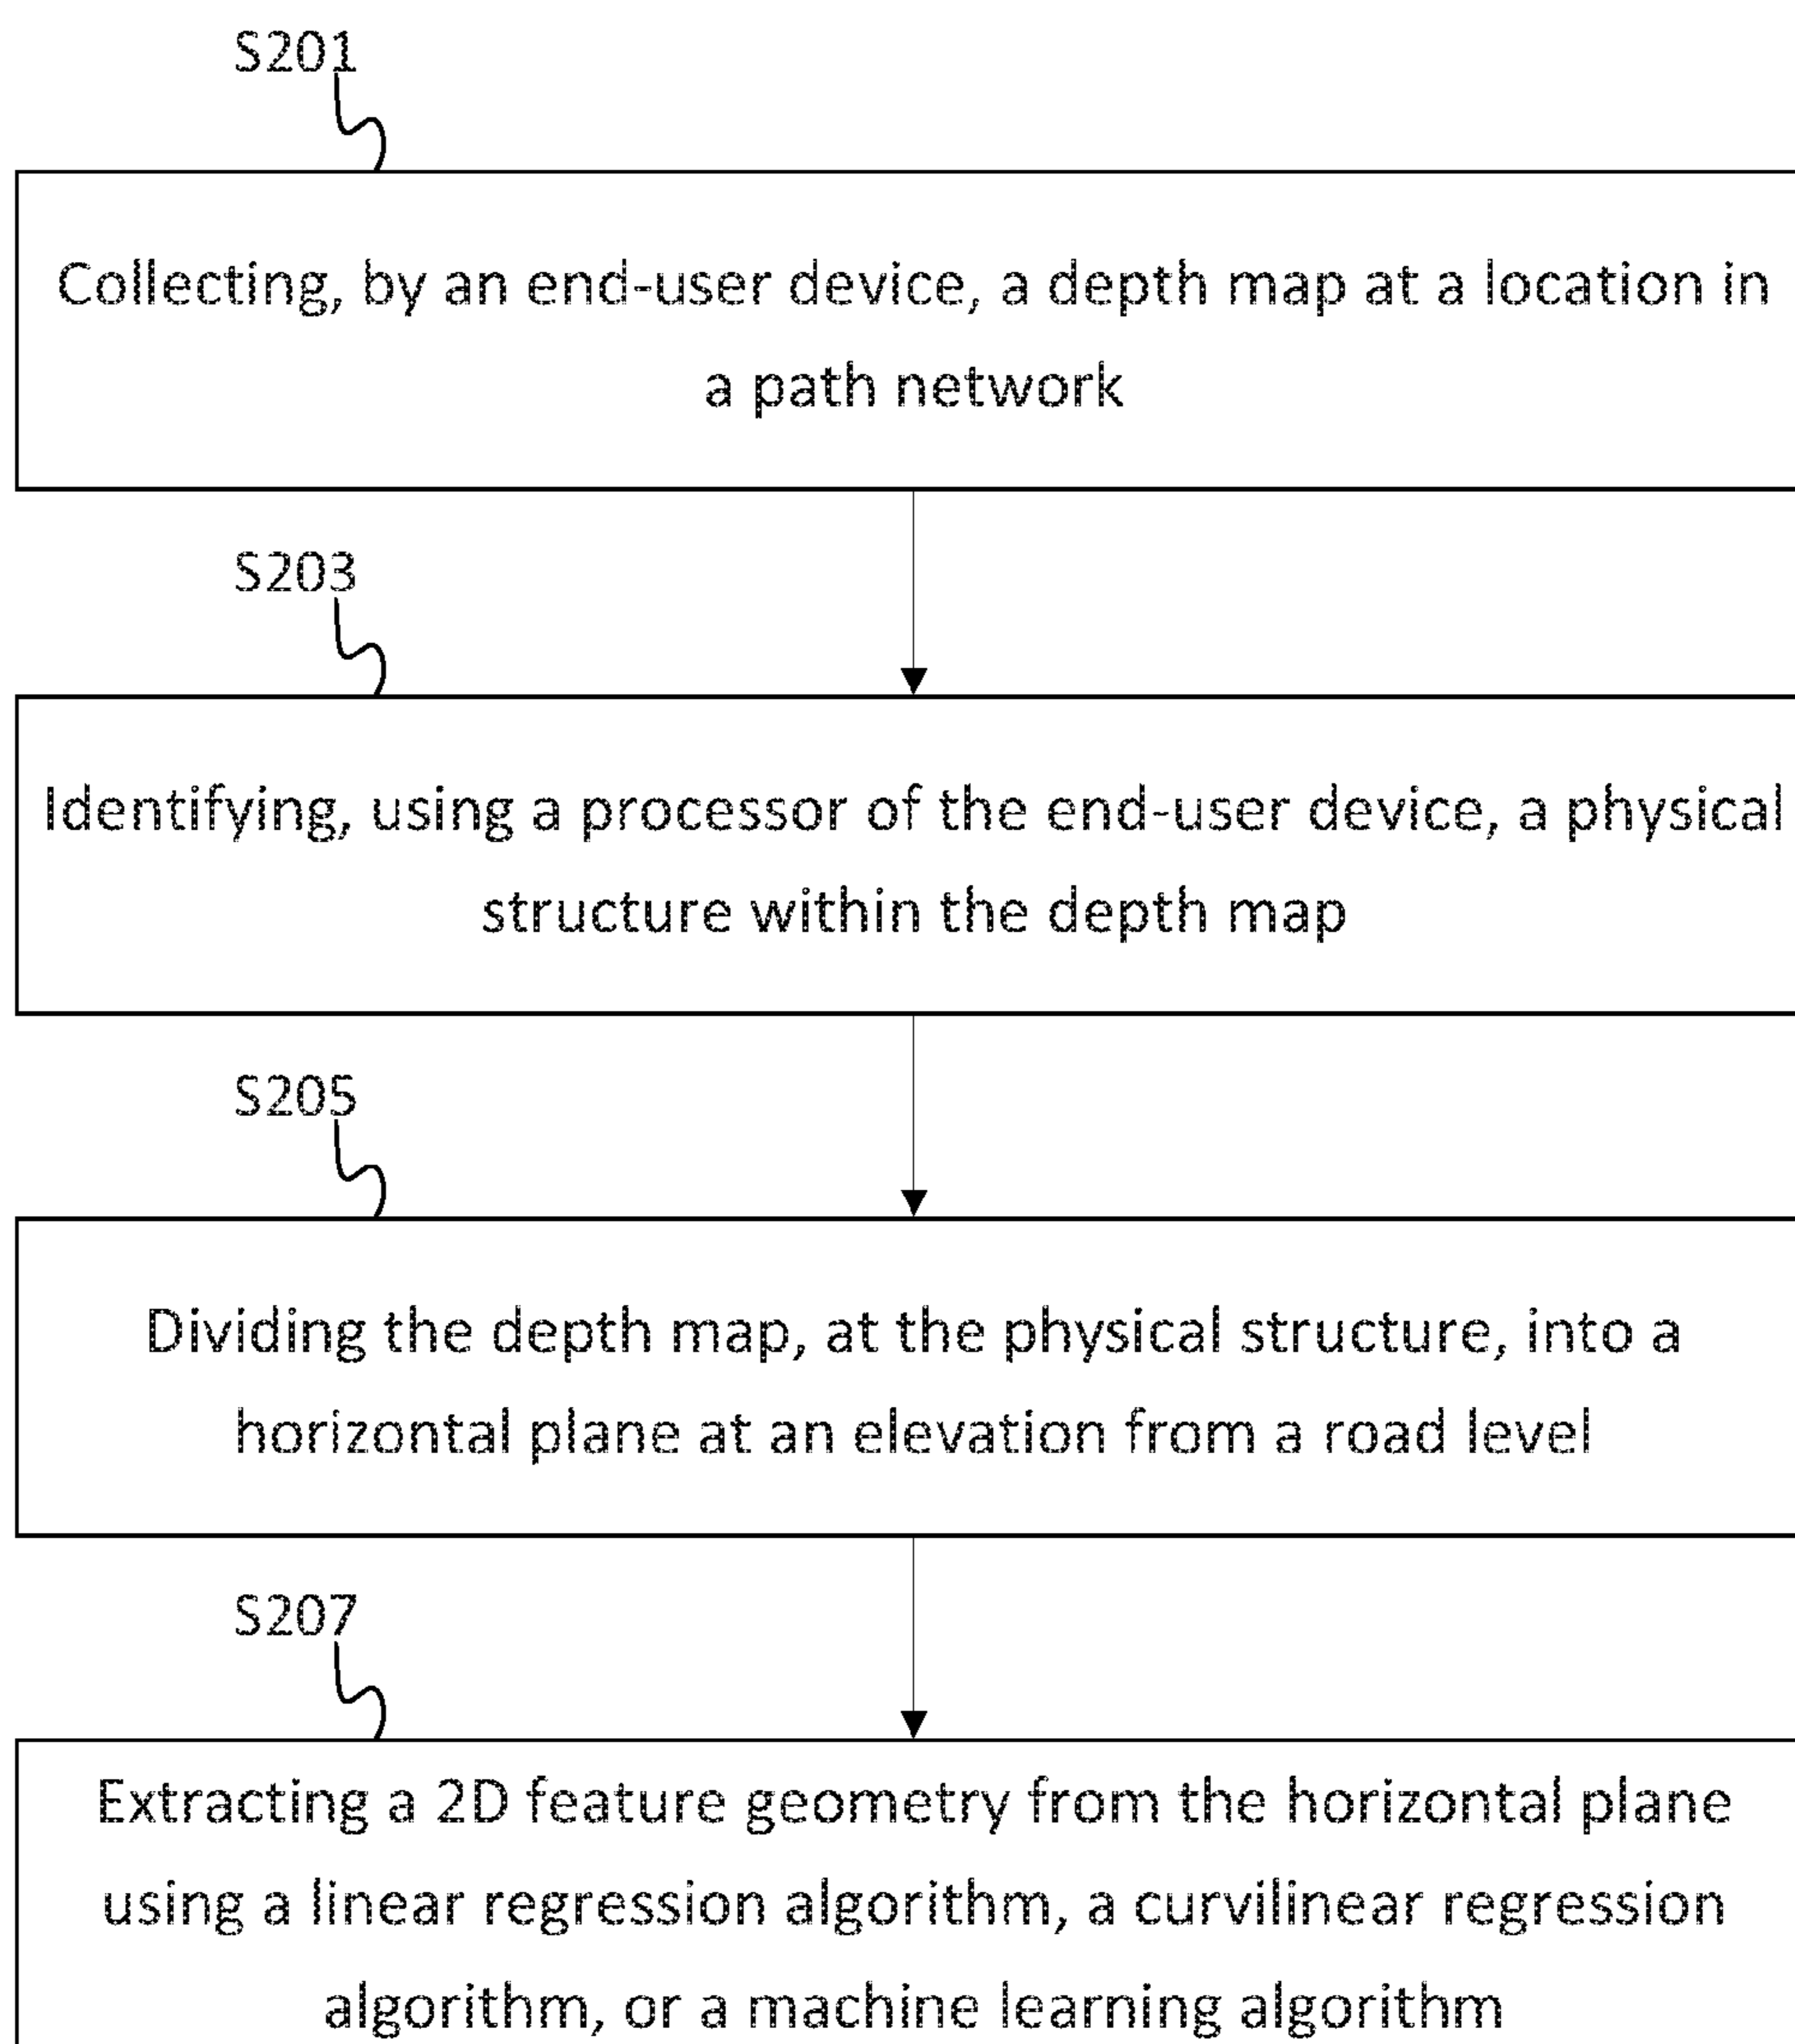 S201
Collecting, by an end-user device, a depth map at a location in
a path network
S203
Identifying, using a processor of the end-user device, a physical
structure within the depth map
S205
Dividing the depth map, at the physical structure, into a
horizontal plane at an elevation from a road level
S207
Extracting a 2D feature geometry from the horizontal plane
using a linear regression algorithm, a curvilinear regression
algorithm, or a machine learning algorithm